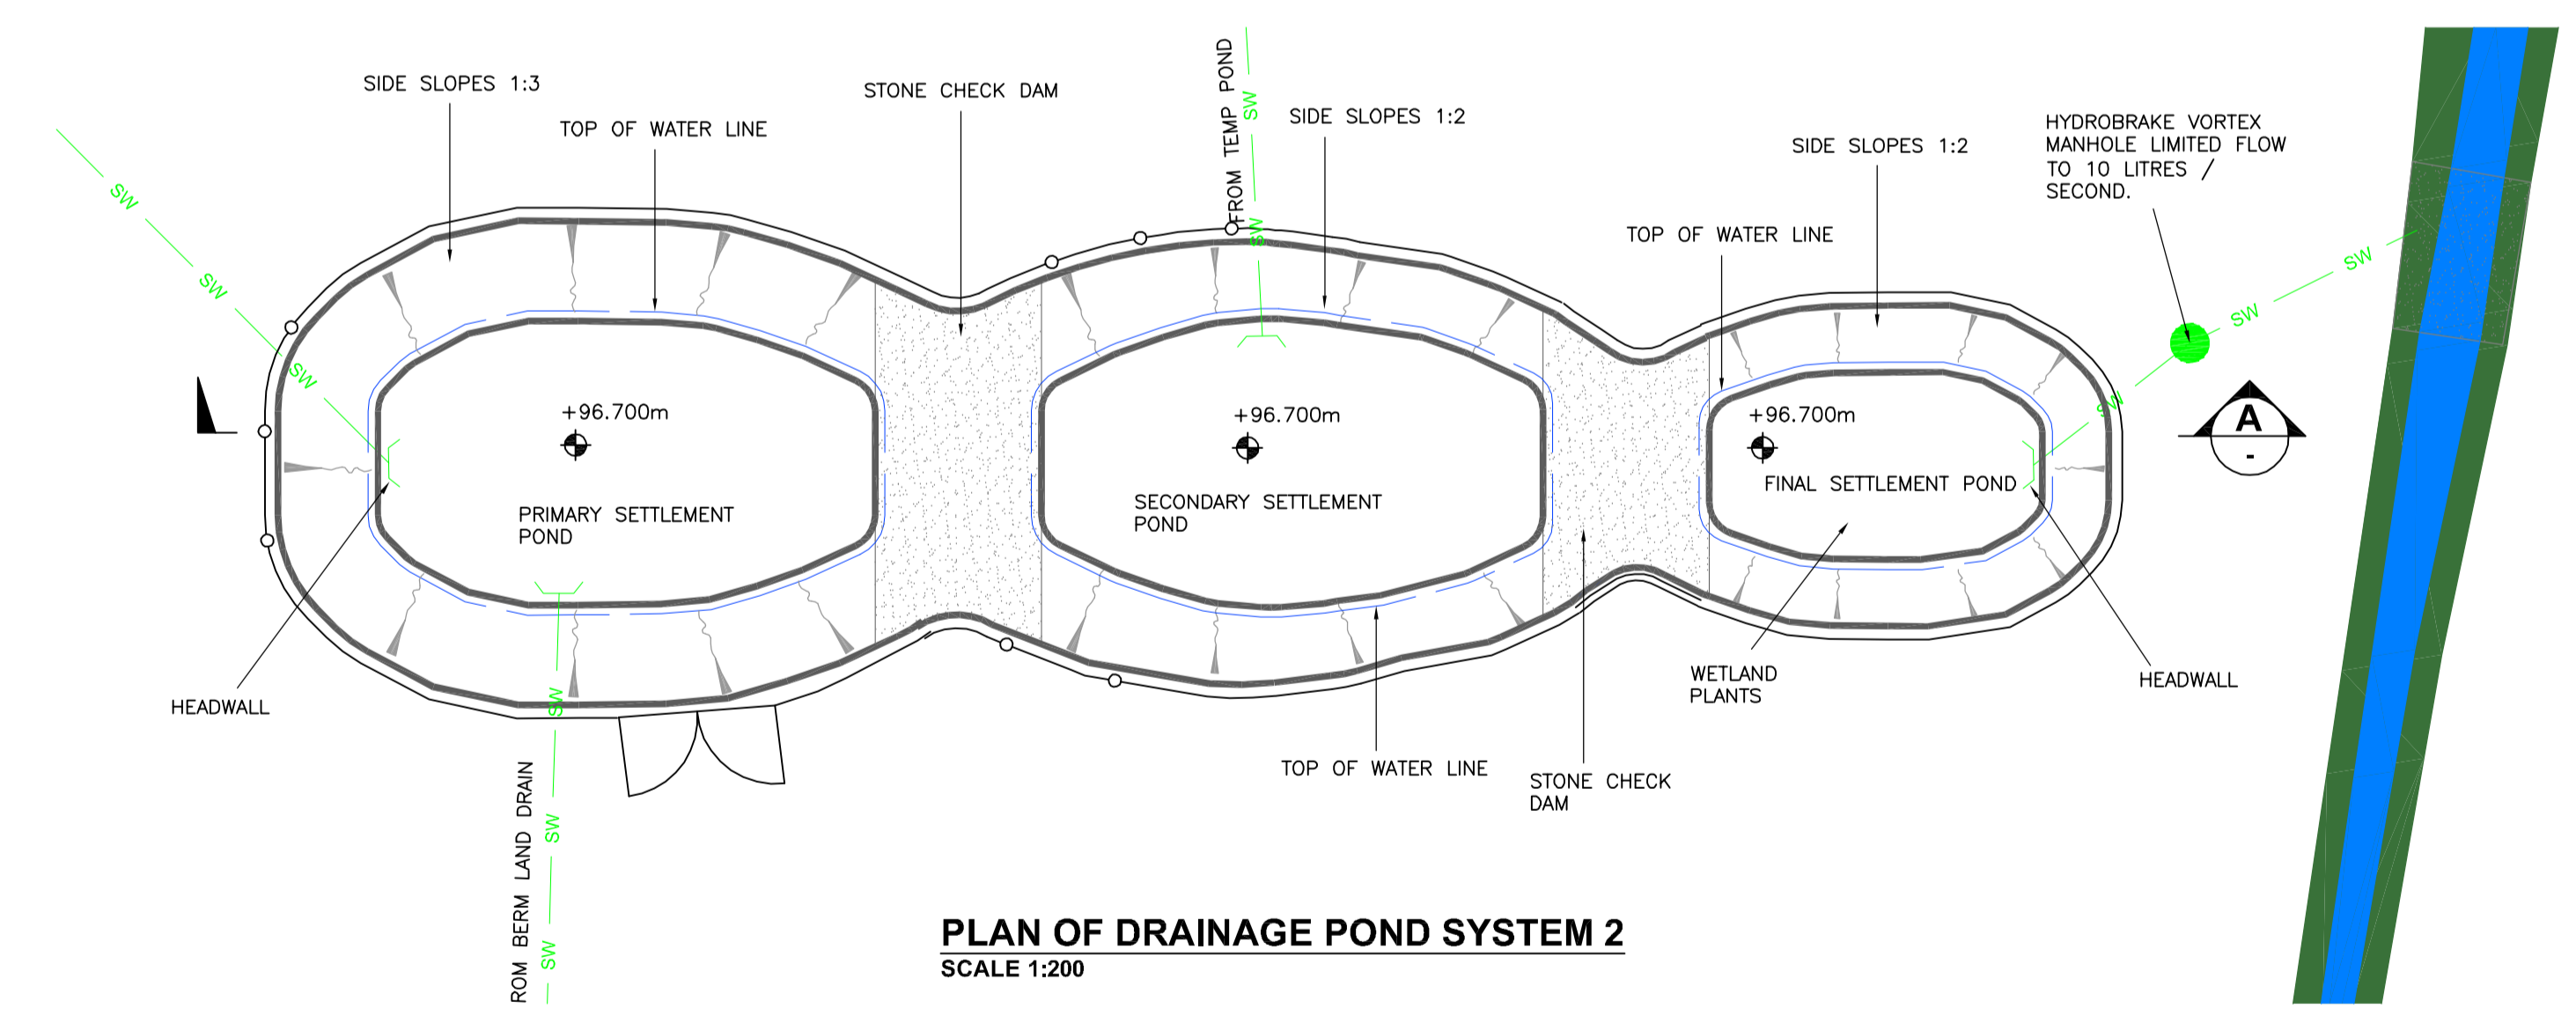 SIDE SLOPES 1:3
TOP OF WATER LINE
STONE CHECK DAM
FROM TEMP POND
SW
SW
SIDE SLOPES 1:2
SIDE SLOPES 1:2
HYDROBRAKE VORTEX
MANHOLE LIMITED FLOW
TO 10 LITRES /
SECOND.
TOP OF WATER LINE
SW
SW
SW
SW
SW
SW
A
-
+96.700m
+96.700m
+96.700m
PRIMARY SETTLEMENT
POND
SECONDARY SETTLEMENT
POND
FINAL SETTLEMENT POND
HEADWALL
WETLAND
PLANTS
HEADWALL
TOP OF WATER LINE
STONE CHECK
DAM
ROM BERM LAND DRAIN
SW
SW
SW
PLAN OF DRAINAGE POND SYSTEM 2
SCALE 1:200